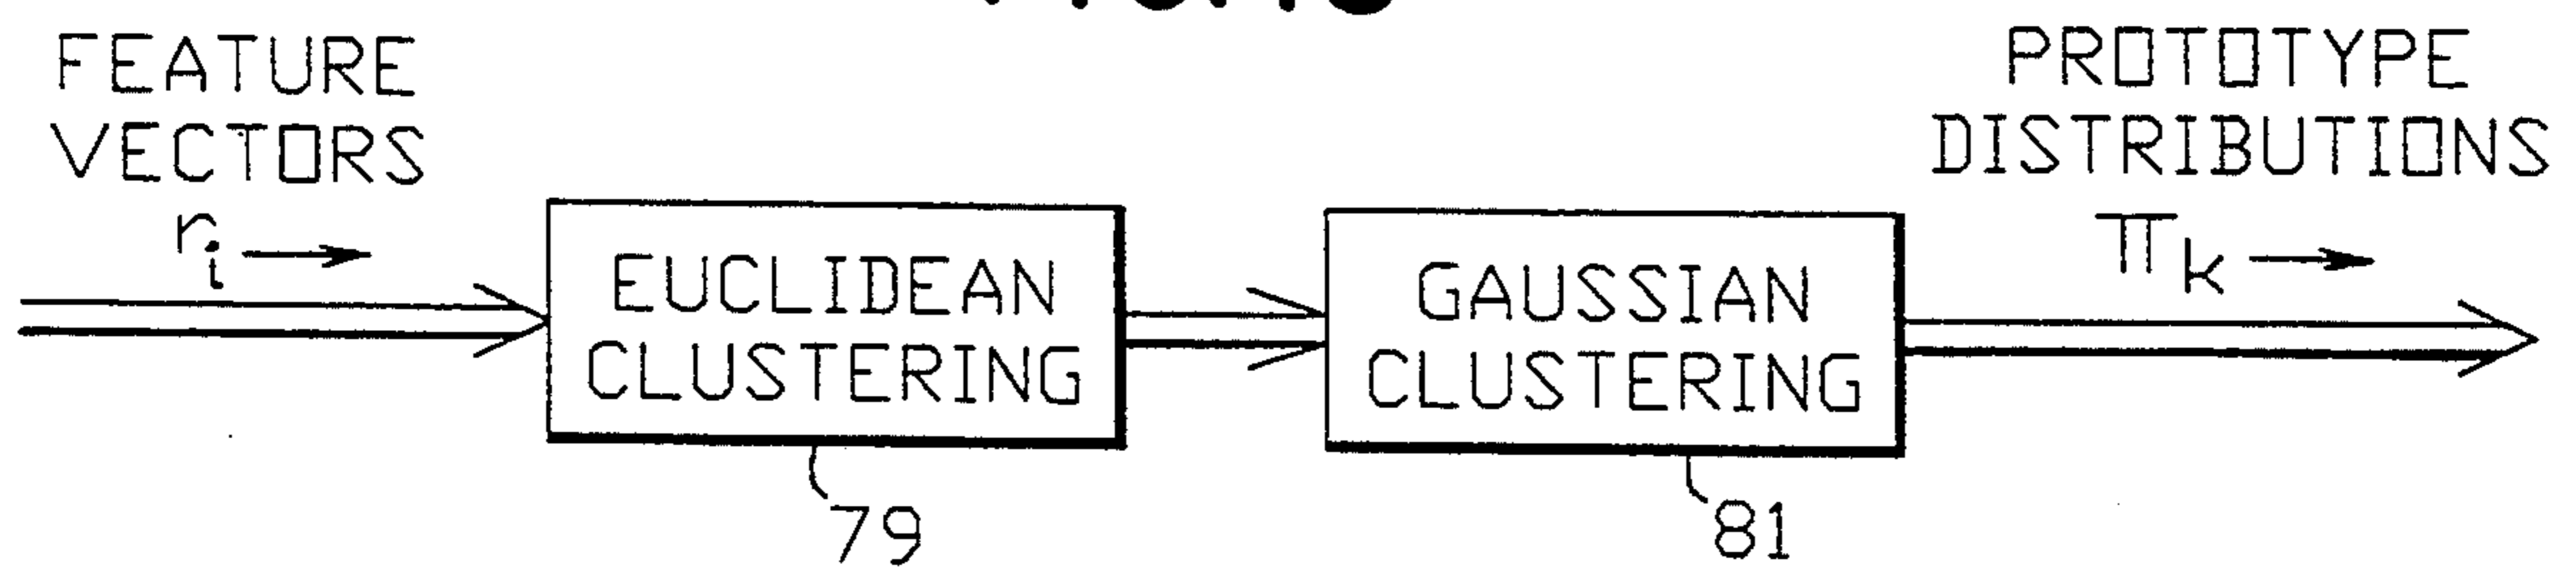 FEATURE
VECTORS
r_i
EUCLIDEAN
CLUSTERING
79
GAUSSIAN
CLUSTERING
81
PROTOTYPE
DISTRIBUTIONS
π_k